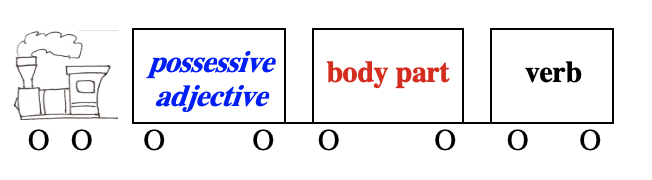 possessive
adjective
body part
verb
O O O O O O O O